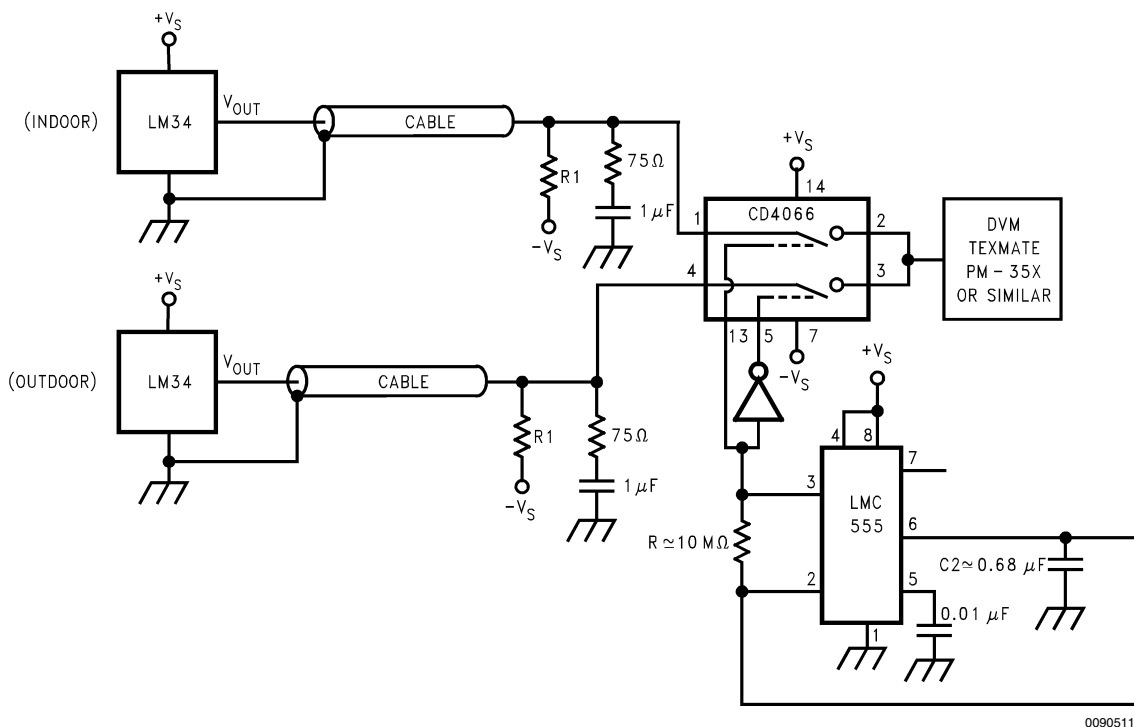 +VS
(INDOOR)
LM34
VOUT
CABLE
R1
−VS
75Ω
1 μF
+VS
14
CD4066
1
2
4
3
13
5
7
−VS
DVM
TEXMATE
PM – 35X
OR SIMILAR
+VS
(OUTDOOR)
LM34
VOUT
CABLE
R1
−VS
75Ω
1 μF
+VS
4
8
7
3
LMC
555
6
R ≃ 10 MΩ
C2 ≃ 0.68 μF
2
5
0.01 μF
1
0090511